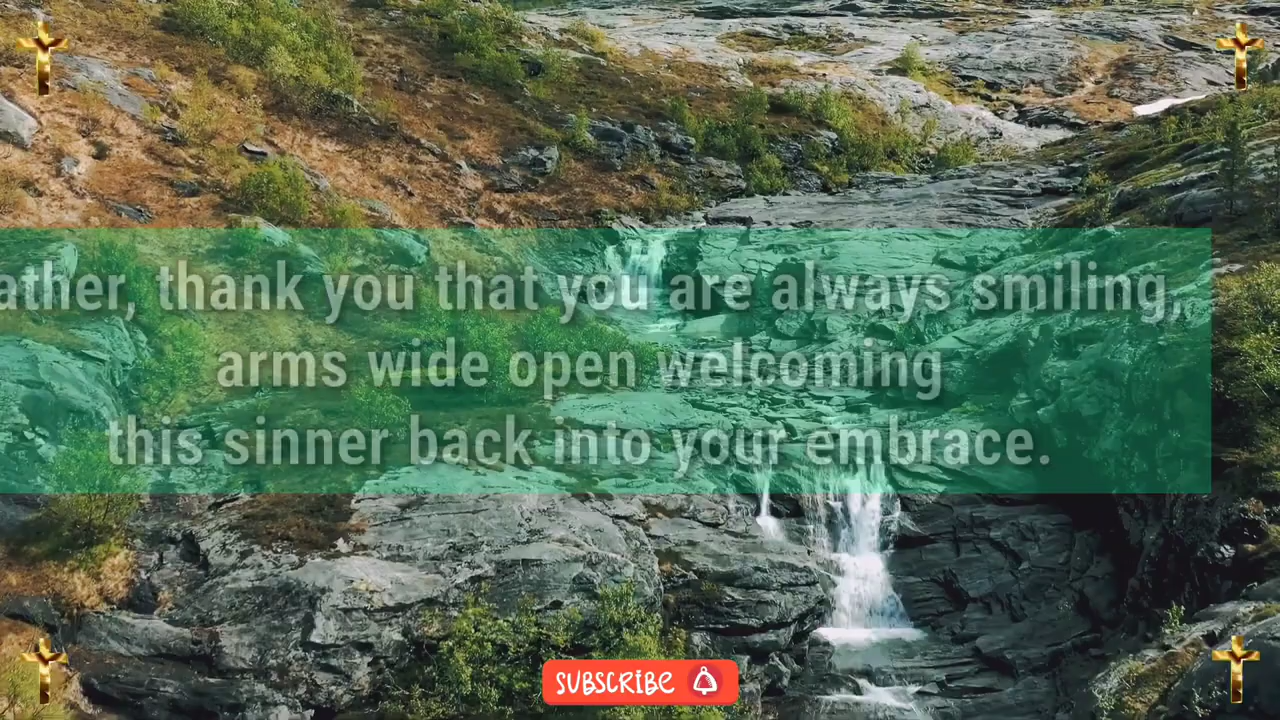 ather, thank you that you are always smiling,
arms wide open welcoming
this sinner back into your embrace.
SUBSCRIBE